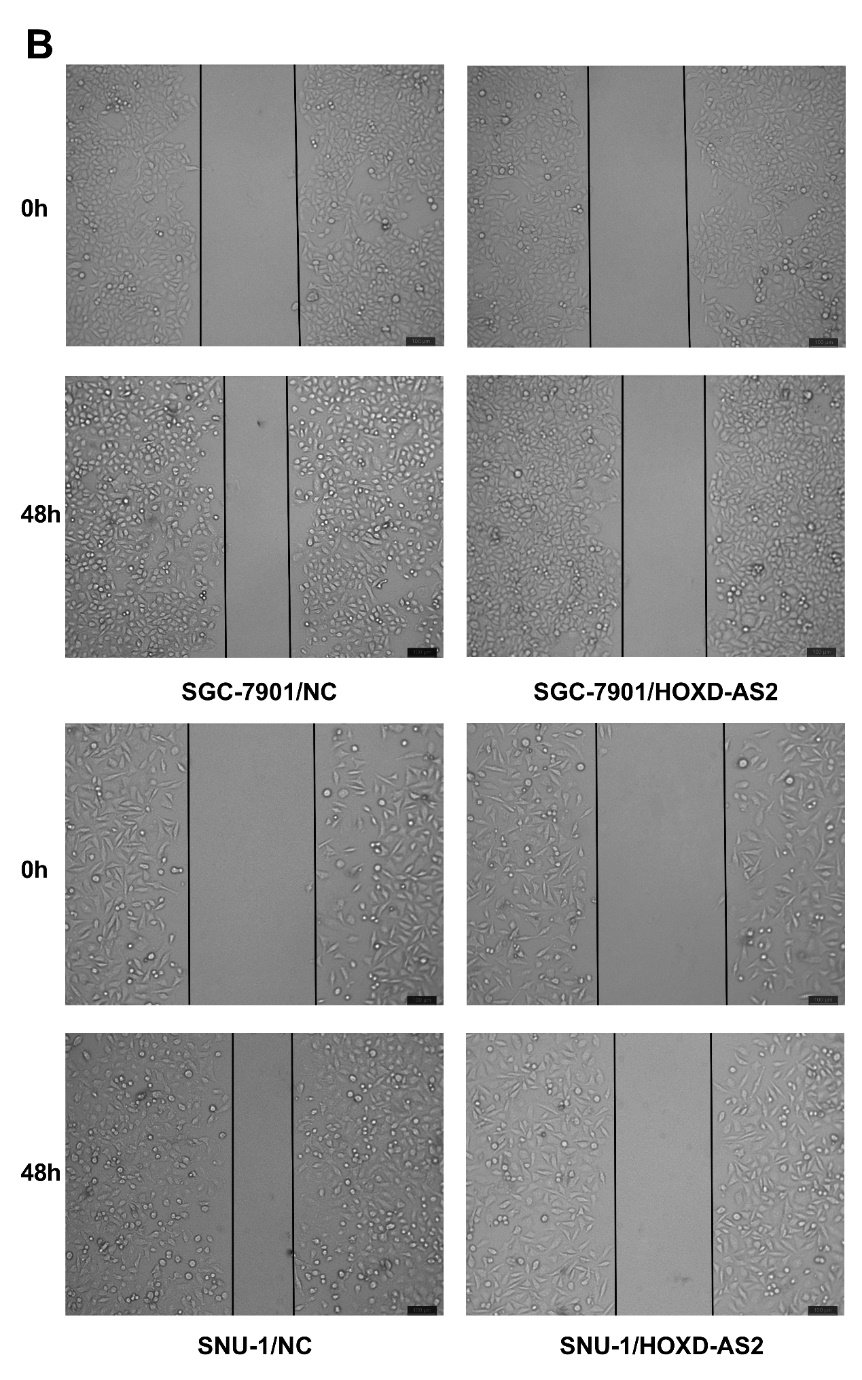 B
0h
48h
SGC-7901/NC
SGC-7901/HOXD-AS2
0h
48h
SNU-1/NC
SNU-1/HOXD-AS2